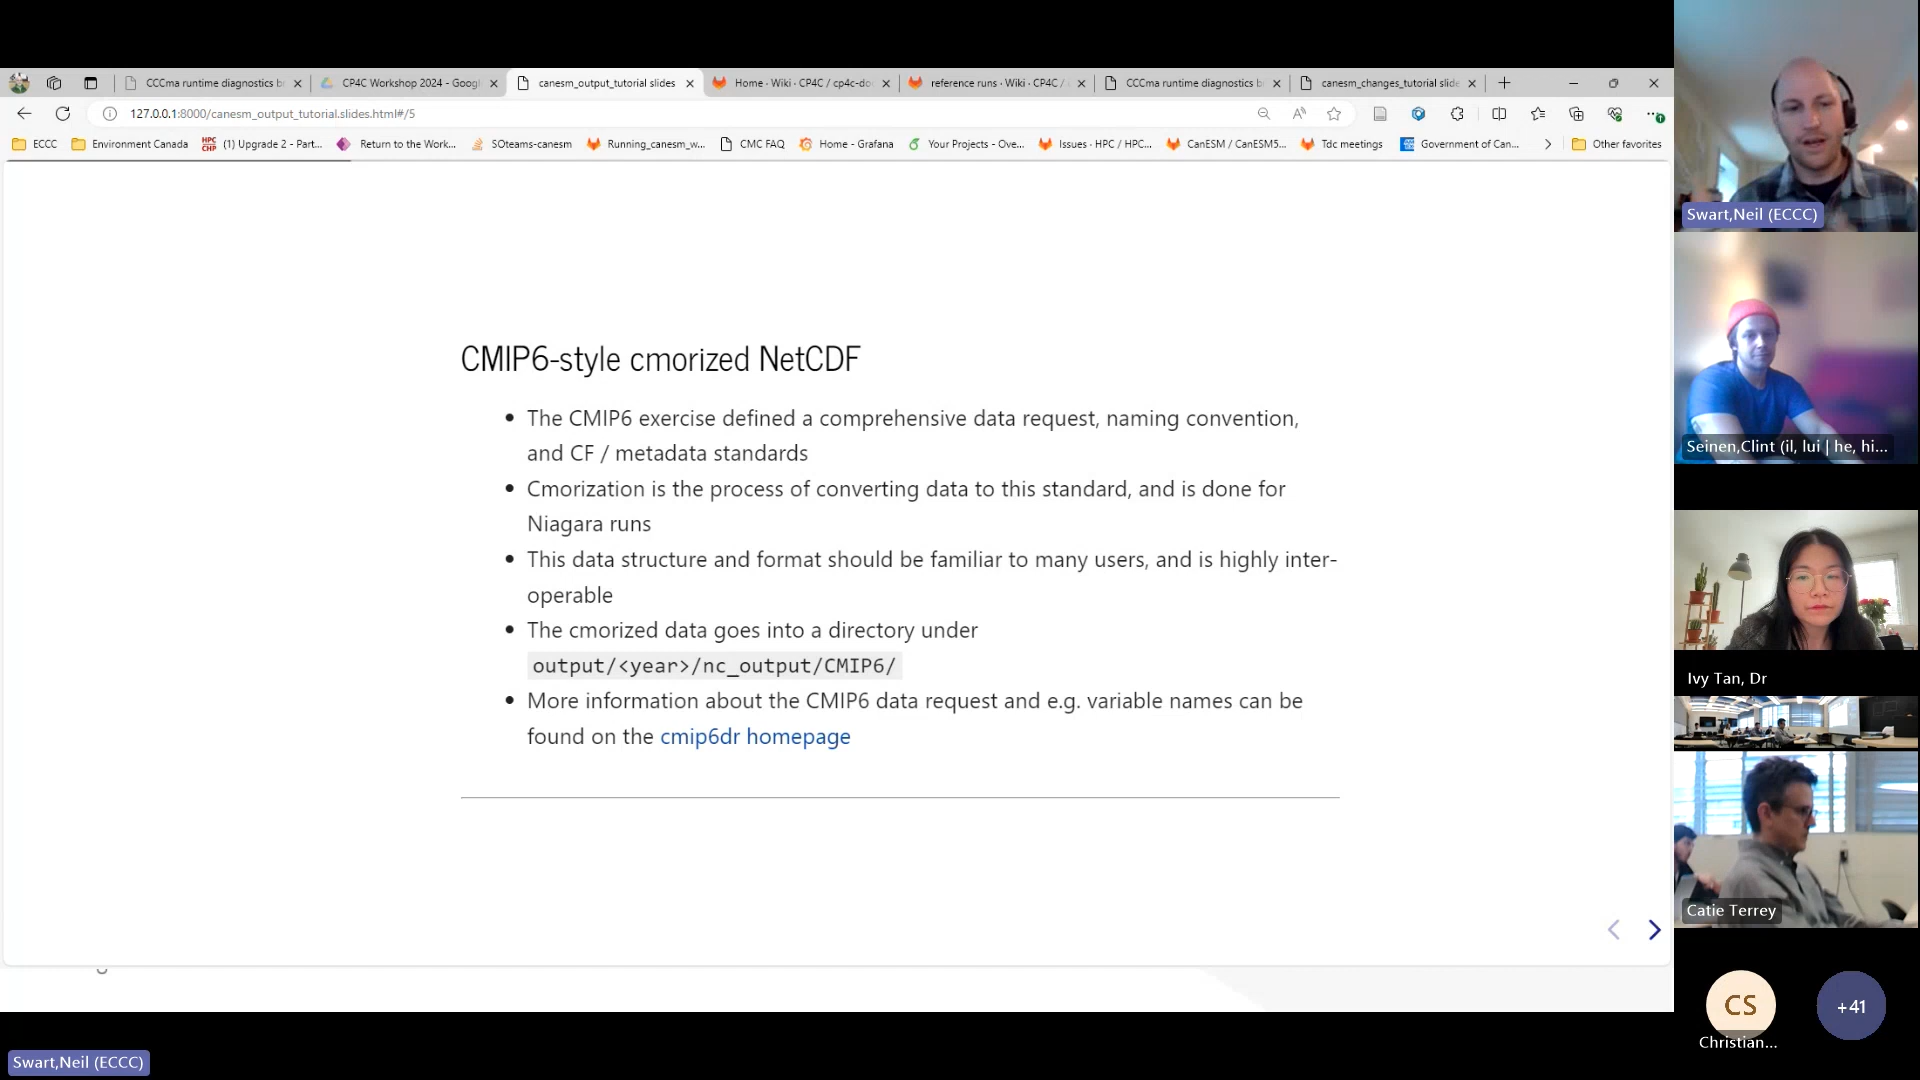 CCCma runtime diagnostics b
CP4C Workshop 2024 - Googl
canesm_output_tutorial slides
Home · Wiki · CP4C / cp4c-do
reference runs · Wiki · CP4C /
CCCma runtime diagnostics b
canesm_changes_tutorial slide
127.0.0.1:8000/canesm_output_tutorial.slides.html#/5
ECCC
Environment Canada
HPC CHP
(1) Upgrade 2 - Part...
Return to the Work...
SOteams-canesm
Running_canesm_w...
CMC FAQ
Home - Grafana
Your Projects - Ove...
Issues · HPC / HPC...
CanESM / CanESM5...
Tdc meetings
Government of Can...
Other favorites
CMIP6-style cmorized NetCDF
• The CMIP6 exercise defined a comprehensive data request, naming convention,
and CF / metadata standards
• Cmorization is the process of converting data to this standard, and is done for
Niagara runs
• This data structure and format should be familiar to many users, and is highly inter-
operable
• The cmorized data goes into a directory under
output/<year>/nc_output/CMIP6/
• More information about the CMIP6 data request and e.g. variable names can be
found on the cmip6dr homepage
Swart,Neil (ECCC)
Seinen,Clint (il, lui | he, hi...
Ivy Tan, Dr
Catie Terrey
CS
+41
Christian...
Swart,Neil (ECCC)